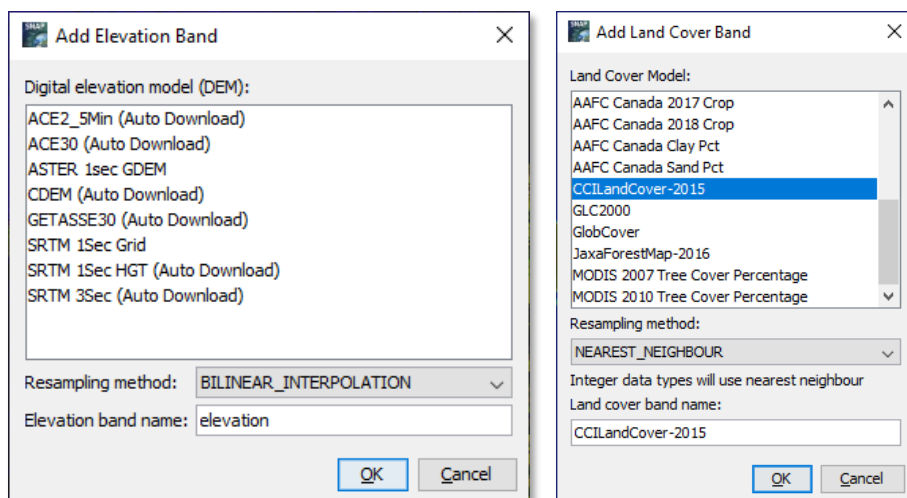 SNAP
Add Elevation Band
Digital elevation model (DEM):
ACE2_5Min (Auto Download)
ACE30 (Auto Download)
ASTER 1sec GDEM
CDEM (Auto Download)
GETASSE30 (Auto Download)
SRTM 1Sec Grid
SRTM 1Sec HGT (Auto Download)
SRTM 3Sec (Auto Download)
Resampling method: BILINEAR_INTERPOLATION
Elevation band name: elevation
OK Cancel
SNAP
Add Land Cover Band
Land Cover Model:
AAFC Canada 2017 Crop
AAFC Canada 2018 Crop
AAFC Canada Clay Pct
AAFC Canada Sand Pct
CCILandCover-2015
GLC2000
GlobCover
JaxaForestMap-2016
MODIS 2007 Tree Cover Percentage
MODIS 2010 Tree Cover Percentage
Resampling method:
NEAREST_NEIGHBOUR
Integer data types will use nearest neighbour
Land cover band name:
CCILandCover-2015
OK Cancel